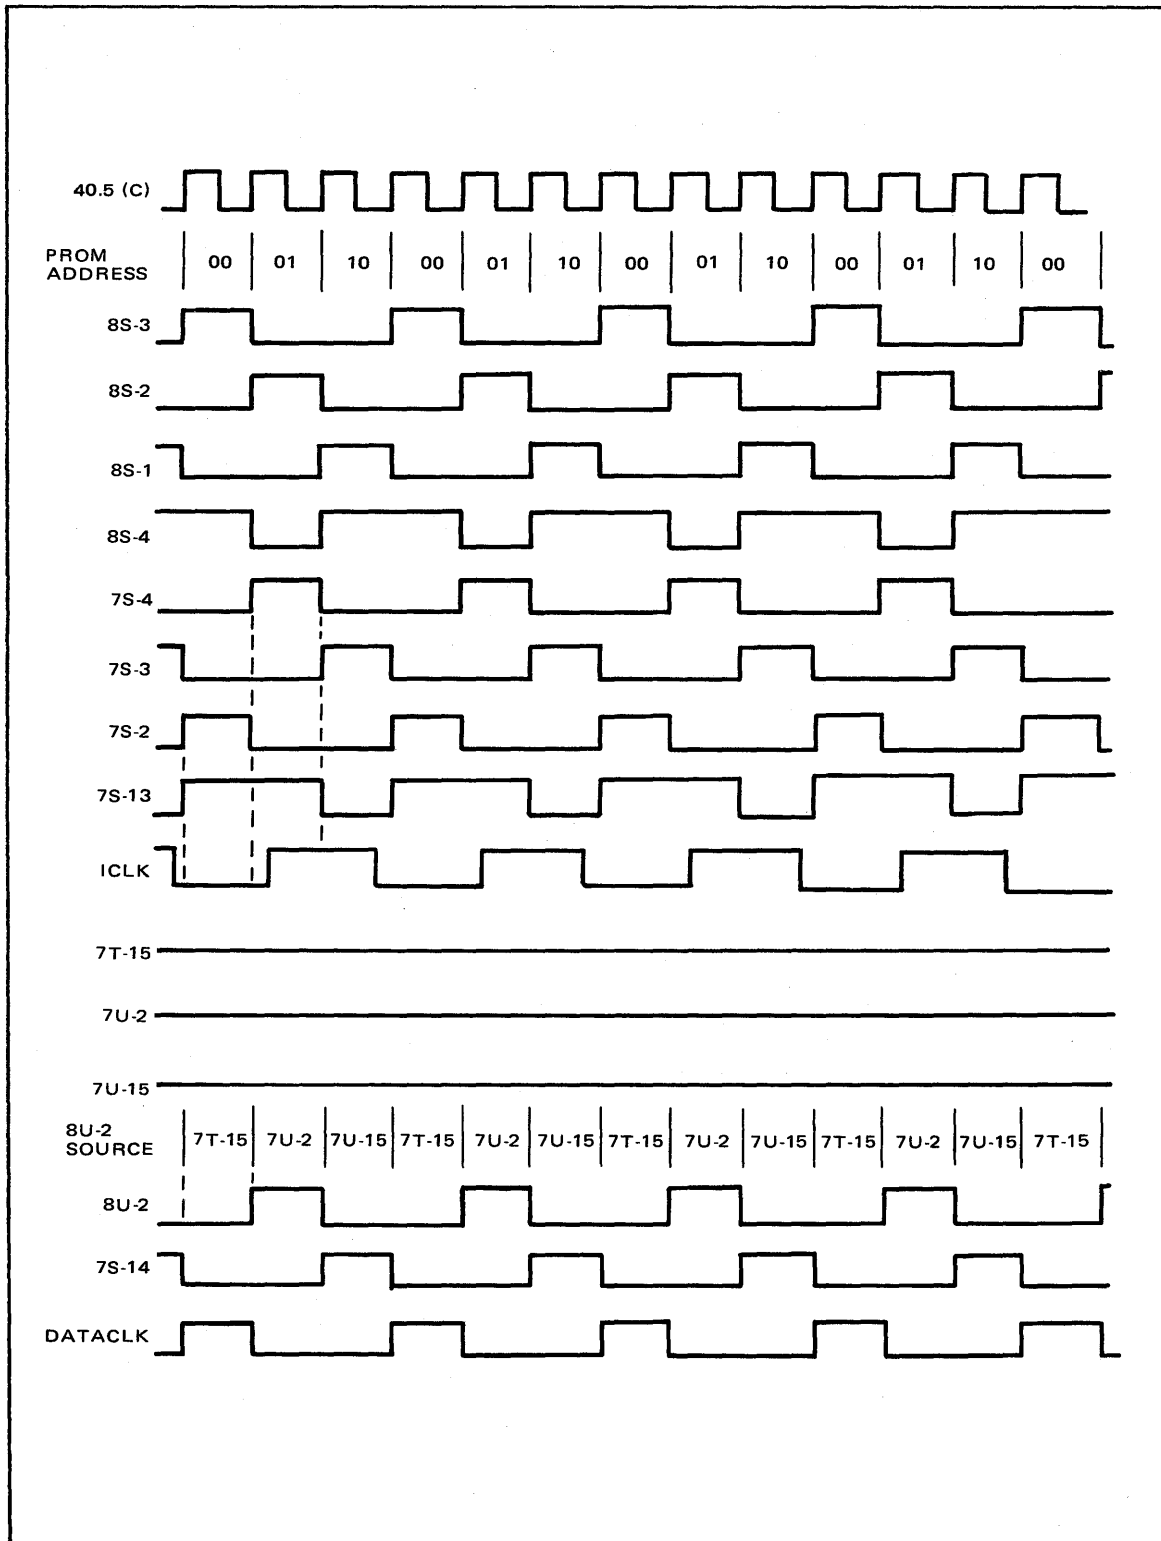 40.5 (C)
PROM
ADDRESS
00 01 10 00 01 10 00 01 10 00 01 10 00
8S-3
8S-2
8S-1
8S-4
7S-4
7S-3
7S-2
7S-13
ICLK
7T-15
7U-2
7U-15
8U-2
SOURCE
7T-15 7U-2 7U-15 7T-15 7U-2 7U-15 7T-15 7U-2 7U-15 7T-15 7U-2 7U-15 7T-15
8U-2
7S-14
DATACLK